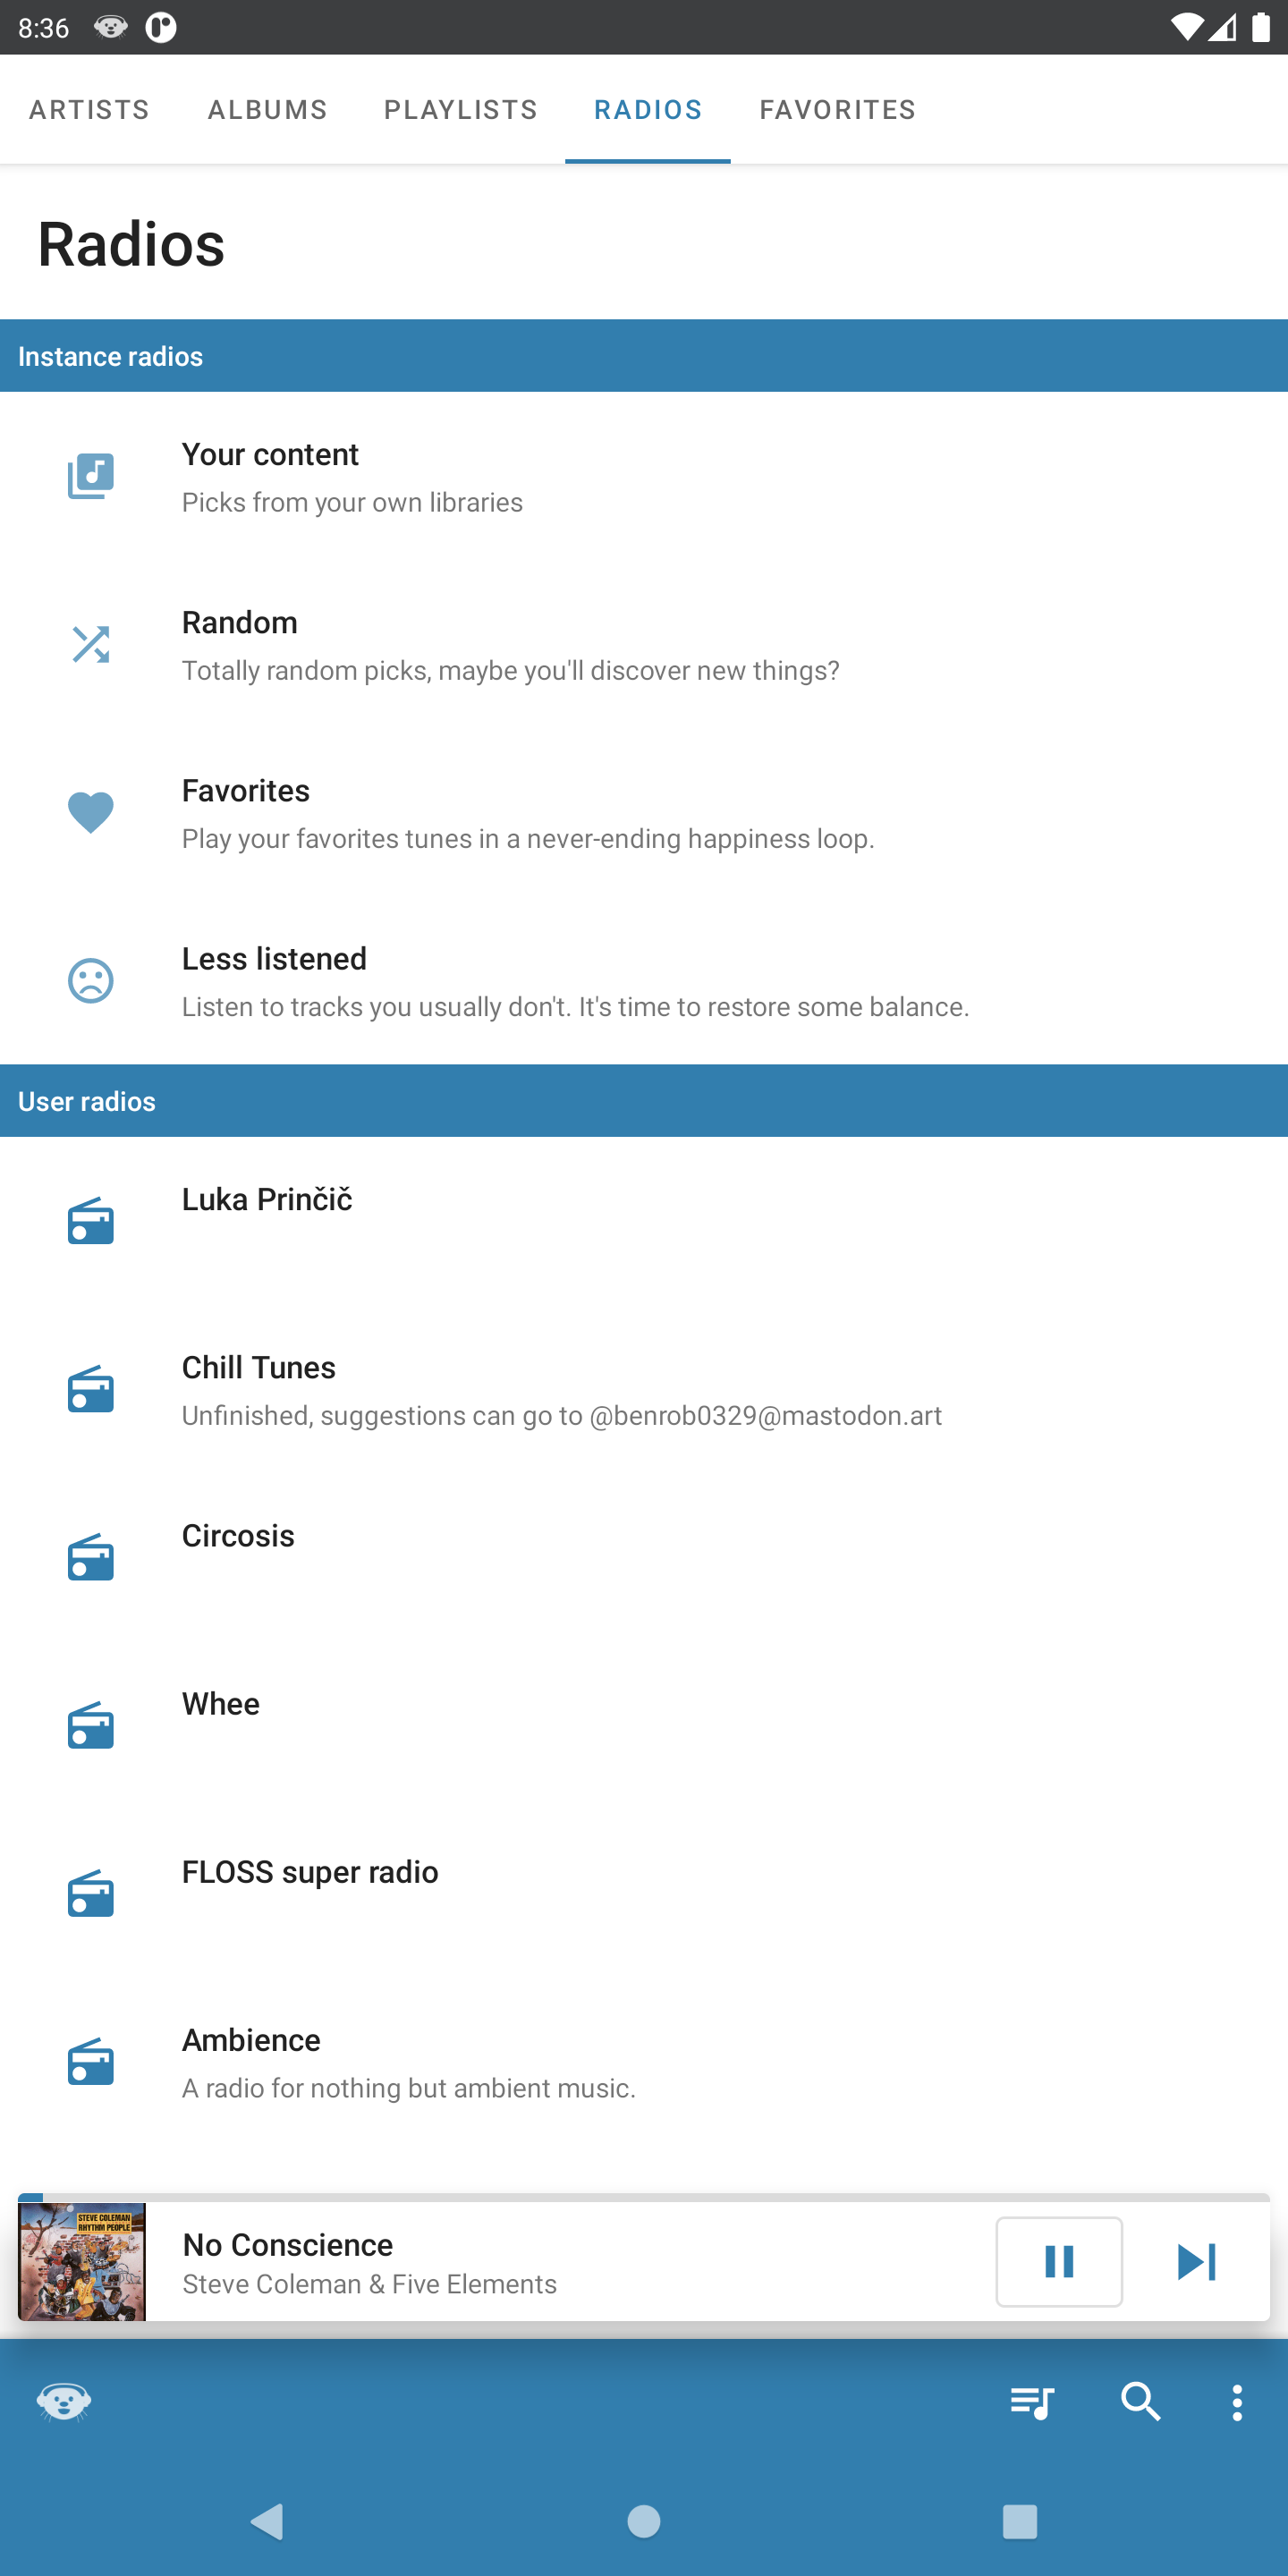 8:36
ARTISTS ALBUMS PLAYLISTS RADIOS FAVORITES
Radios
Instance radios
Your content
Picks from your own libraries
Random
Totally random picks, maybe you'll discover new things?
Favorites
Play your favorites tunes in a never-ending happiness loop.
Less listened
Listen to tracks you usually don't. It's time to restore some balance.
User radios
Luka Prinčič
Chill Tunes
Unfinished, suggestions can go to @benrob0329@mastodon.art
Circosis
Whee
FLOSS super radio
Ambience
A radio for nothing but ambient music.
STEVE COLEMAN
RHYTHM PEOPLE
No Conscience
Steve Coleman & Five Elements